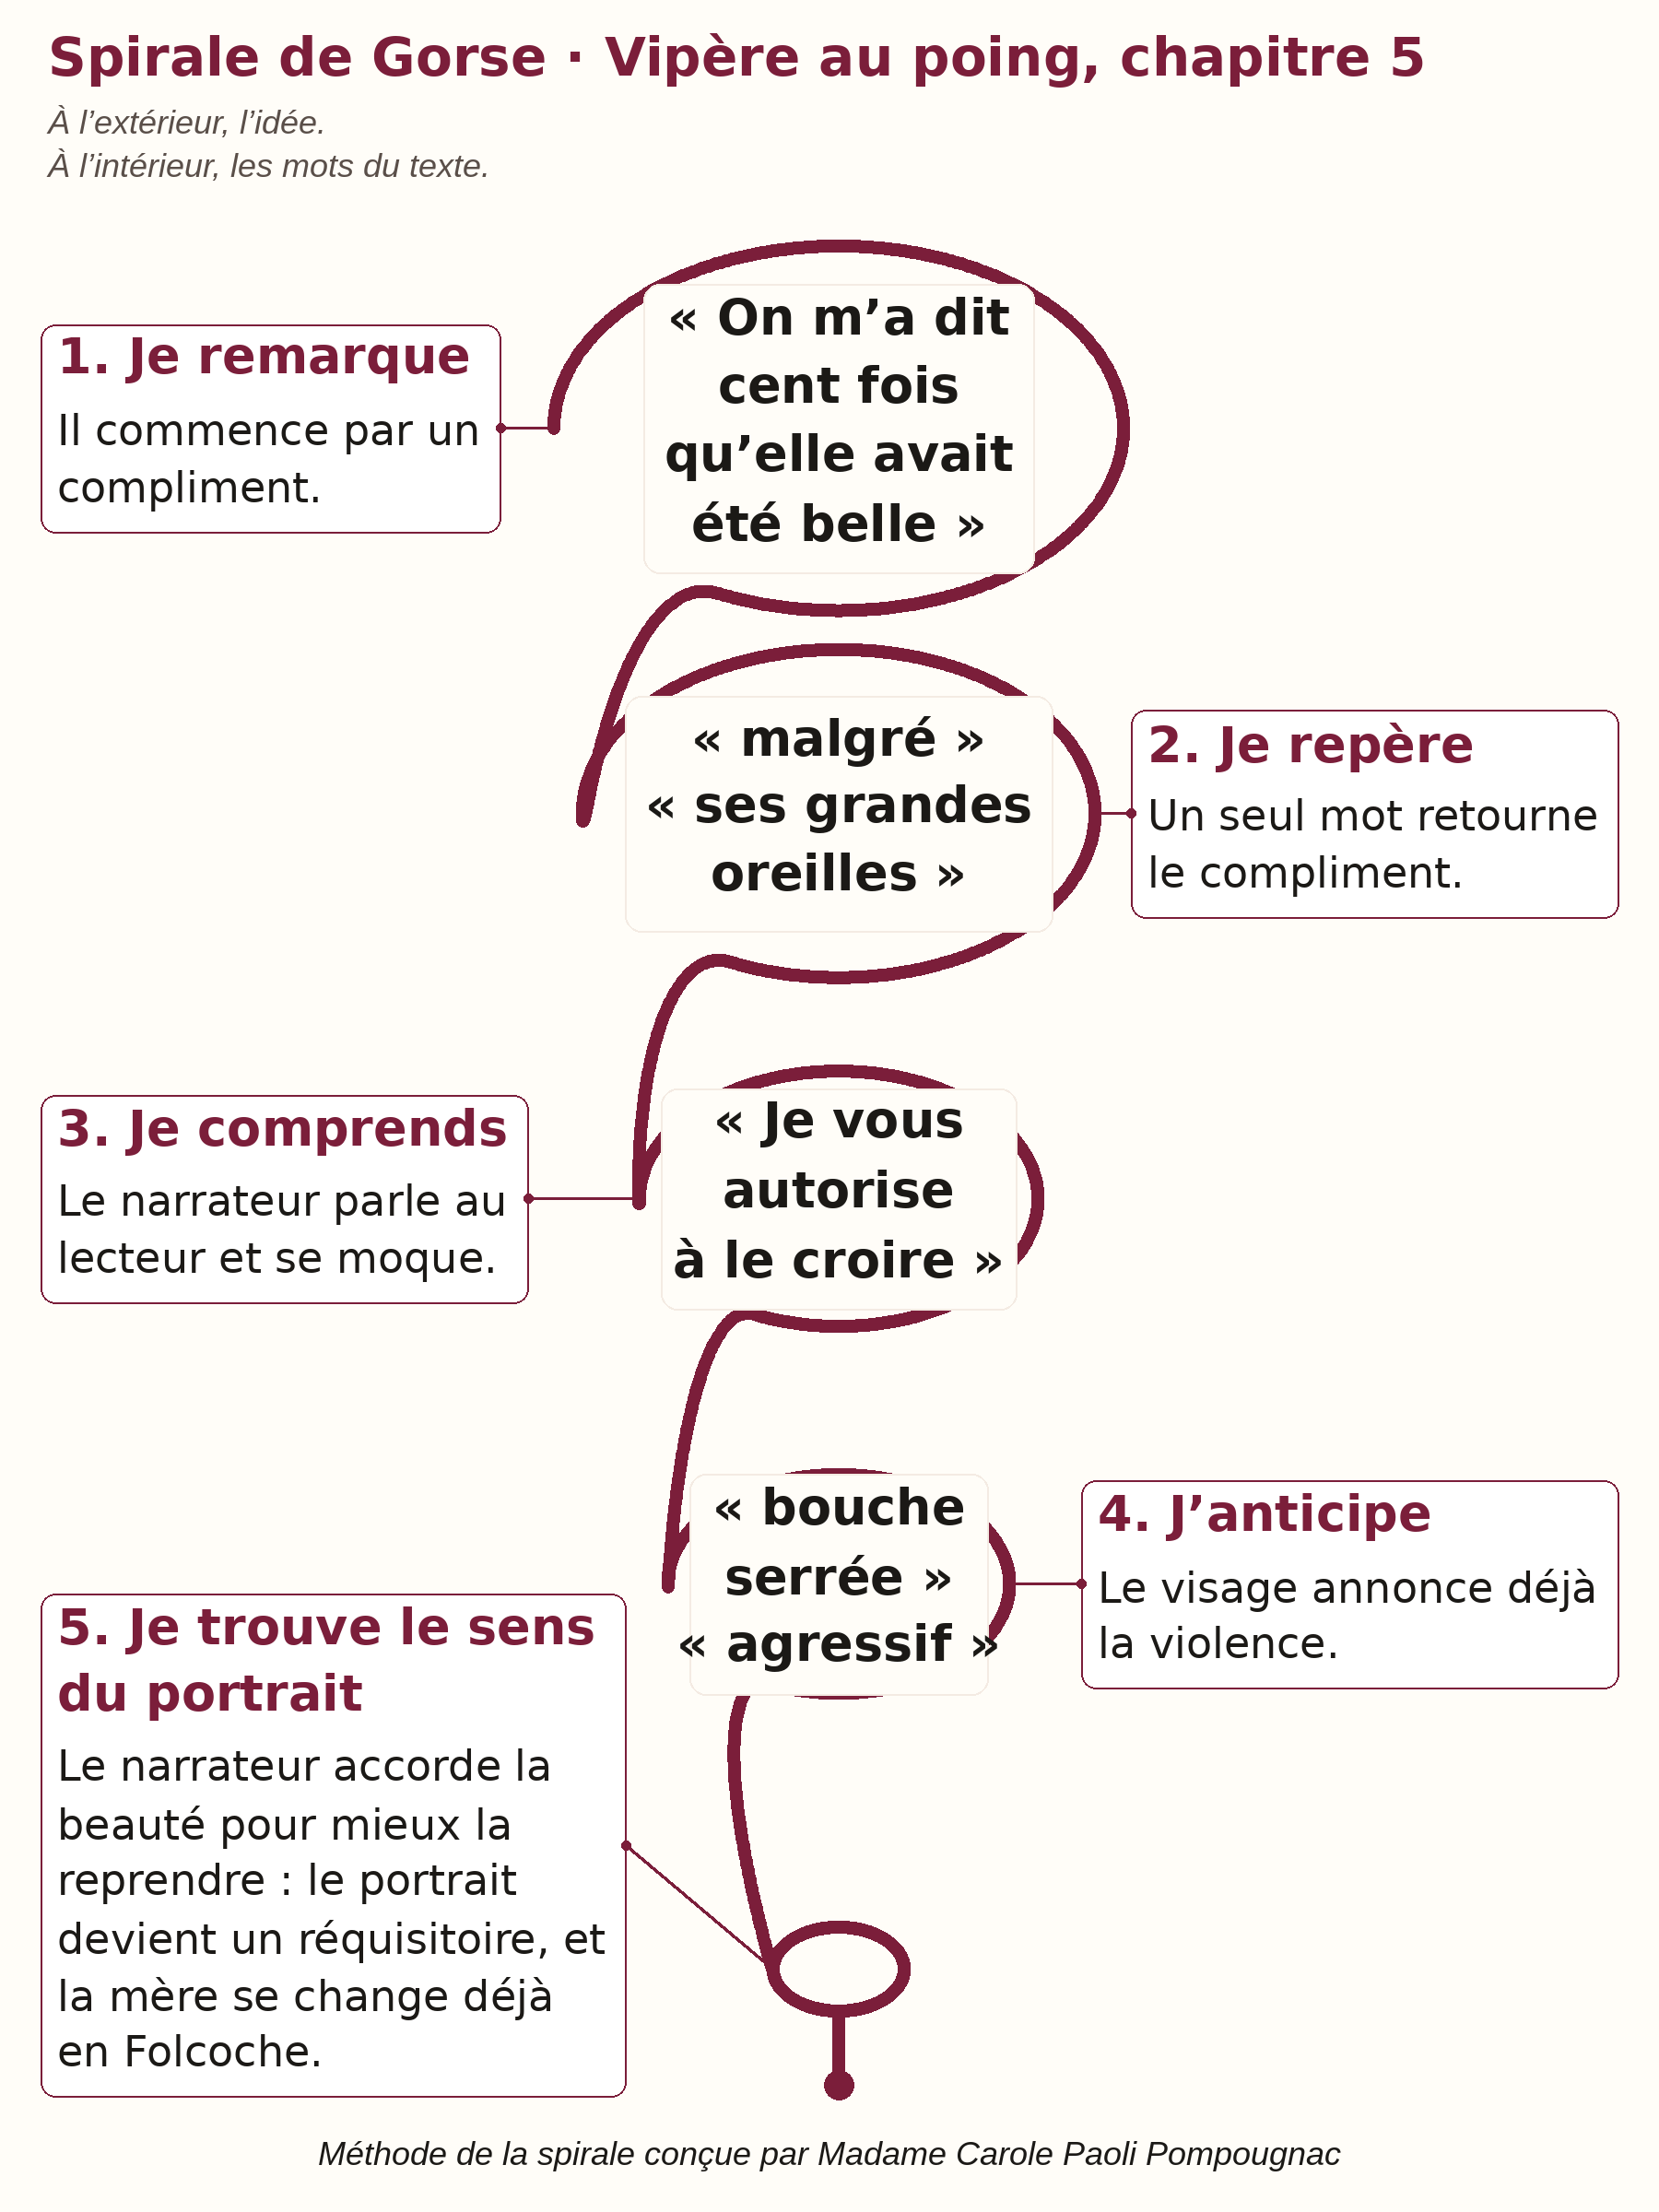 Spirale de Gorse · Vipère au poing, chapitre 5
À l’extérieur, l’idée.
À l’intérieur, les mots du texte.
1. Je remarque
Il commence par un
compliment.
« On m’a dit
cent fois
qu’elle avait
été belle »
« malgré »
« ses grandes
oreilles »
2. Je repère
Un seul mot retourne
le compliment.
3. Je comprends
Le narrateur parle au
lecteur et se moque.
« Je vous
autorise
à le croire »
« bouche
serrée »
« agressif »
4. J’anticipe
Le visage annonce déjà
la violence.
5. Je trouve le sens
du portrait
Le narrateur accorde la
beauté pour mieux la
reprendre : le portrait
devient un réquisitoire, et
la mère se change déjà
en Folcoche.
Méthode de la spirale conçue par Madame Carole Paoli Pompougnac